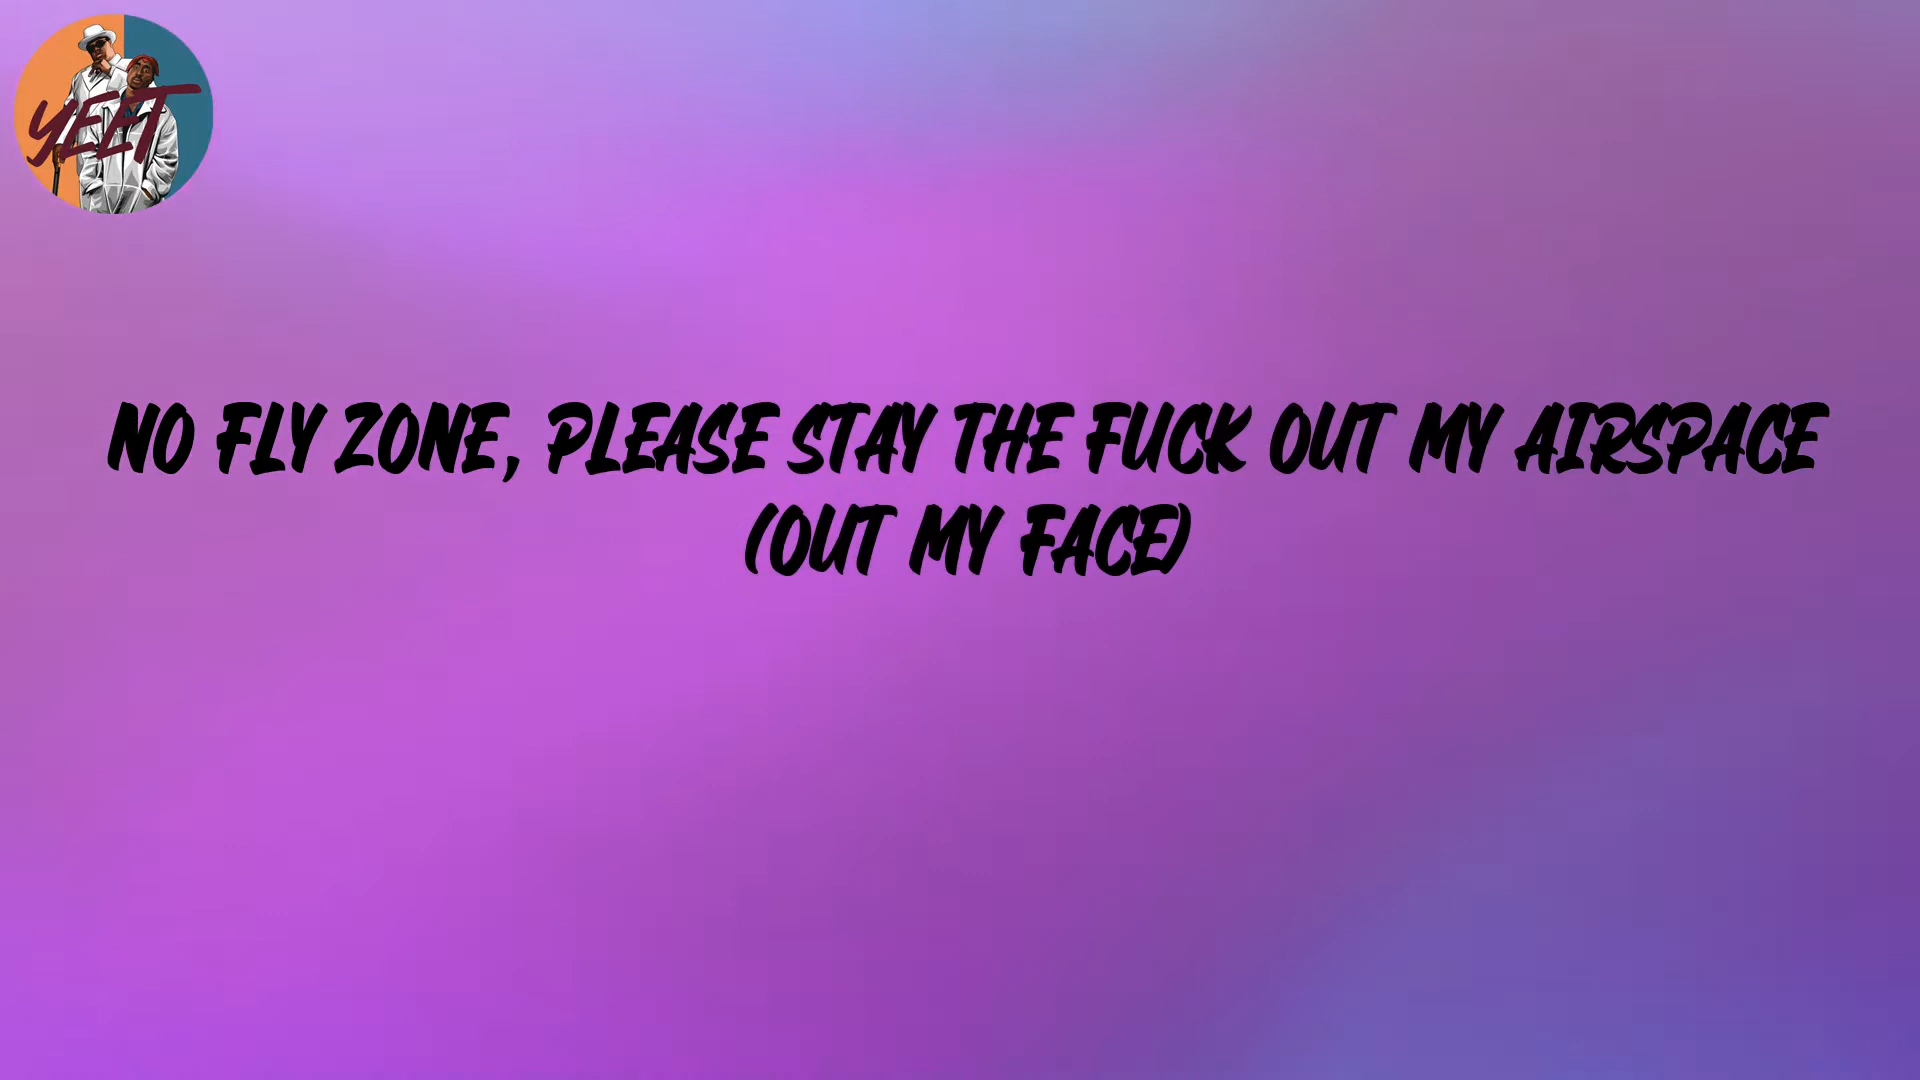 YEET
NO FLY ZONE, PLEASE STAY THE FUCK OUT MY AIRSPACE
(OUT MY FACE)